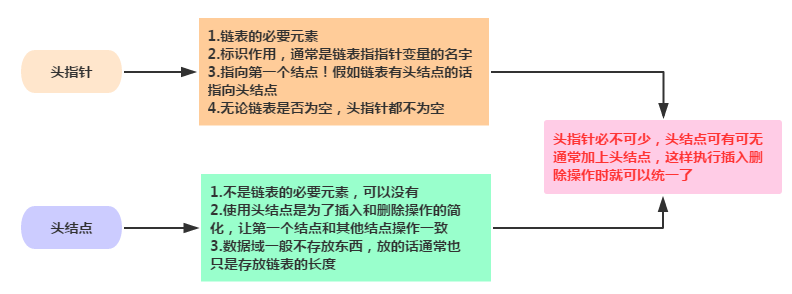 头指针
1.链表的必要元素
2.标识作用，通常是链表指指针变量的名字
3.指向第一个结点！假如链表有头结点的话
指向头结点
4.无论链表是否为空，头指针都不为空
头指针必不可少，头结点可有可无
通常加上头结点，这样执行插入删
除操作时就可以统一了
头结点
1.不是链表的必要元素，可以没有
2.使用头结点是为了插入和删除操作的简
化，让第一个结点和其他结点操作一致
3.数据域一般不存放东西，放的话通常也
只是存放链表的长度